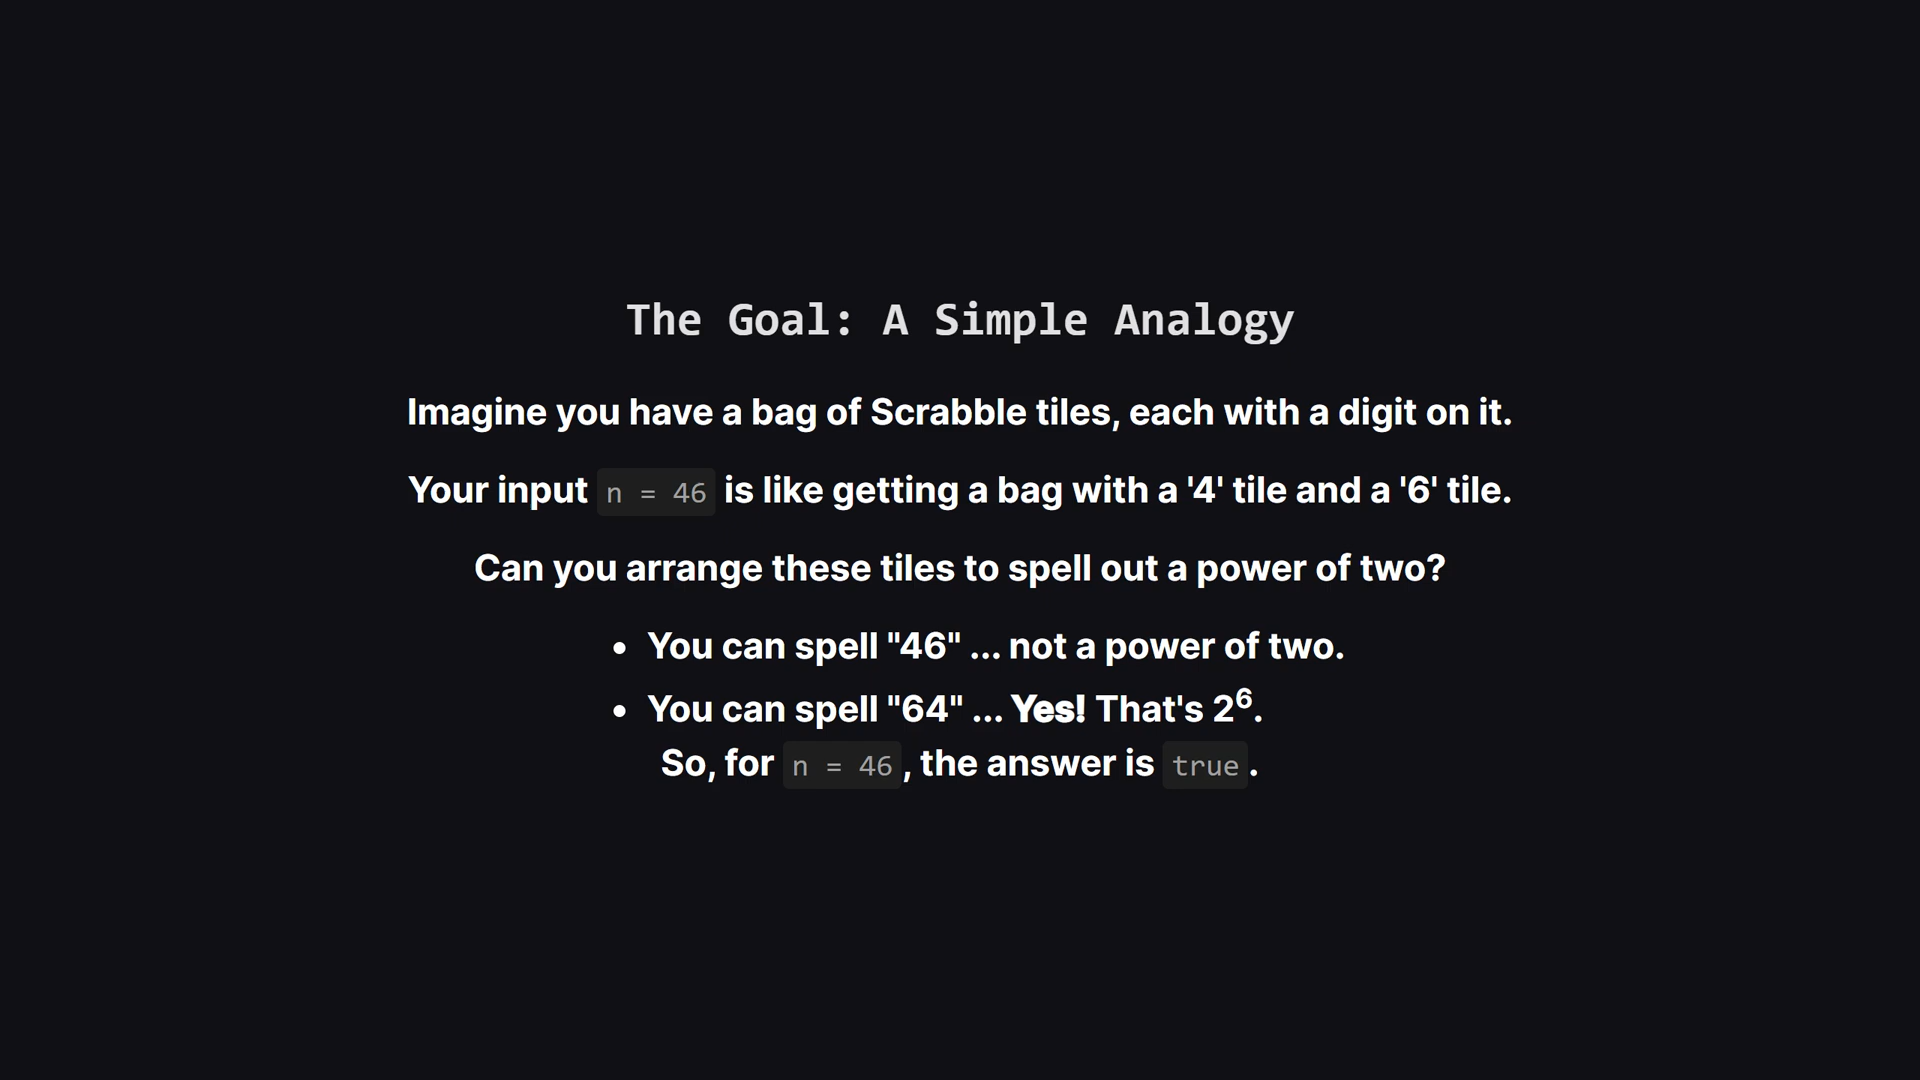 The Goal: A Simple Analogy
Imagine you have a bag of Scrabble tiles, each with a digit on it.
Your input n = 46 is like getting a bag with a '4' tile and a '6' tile.
Can you arrange these tiles to spell out a power of two?
• You can spell "46" ... not a power of two.
• You can spell "64" ... Yes! That's 2⁶.
So, for n = 46, the answer is true.